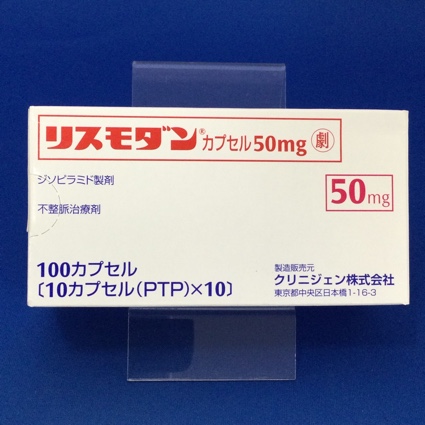 リスモダン®カプセル50mg 劇
ジソピラミド製剤
50mg
不整脈治療剤
100カプセル
〔10カプセル(PTP)×10〕
製造販売元
クリニジェン株式会社
東京都中央区日本橋1-16-3